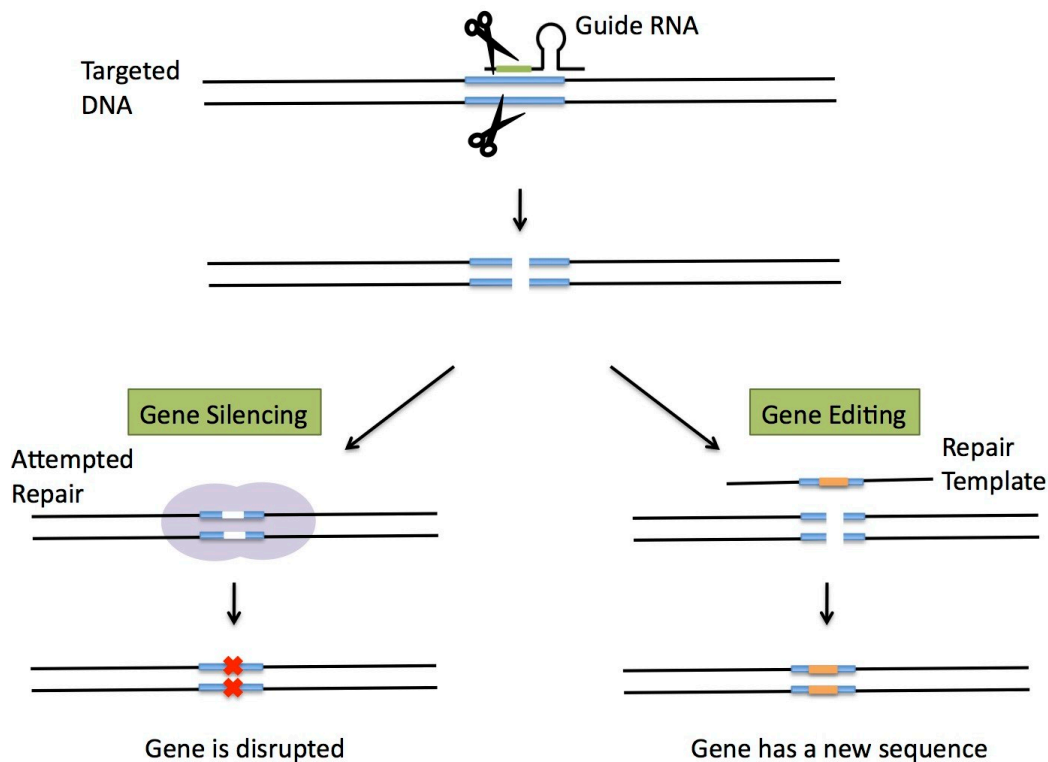 Guide RNA
Targeted
DNA
Gene Silencing
Gene Editing
Attempted
Repair
Repair
Template
Gene is disrupted
Gene has a new sequence